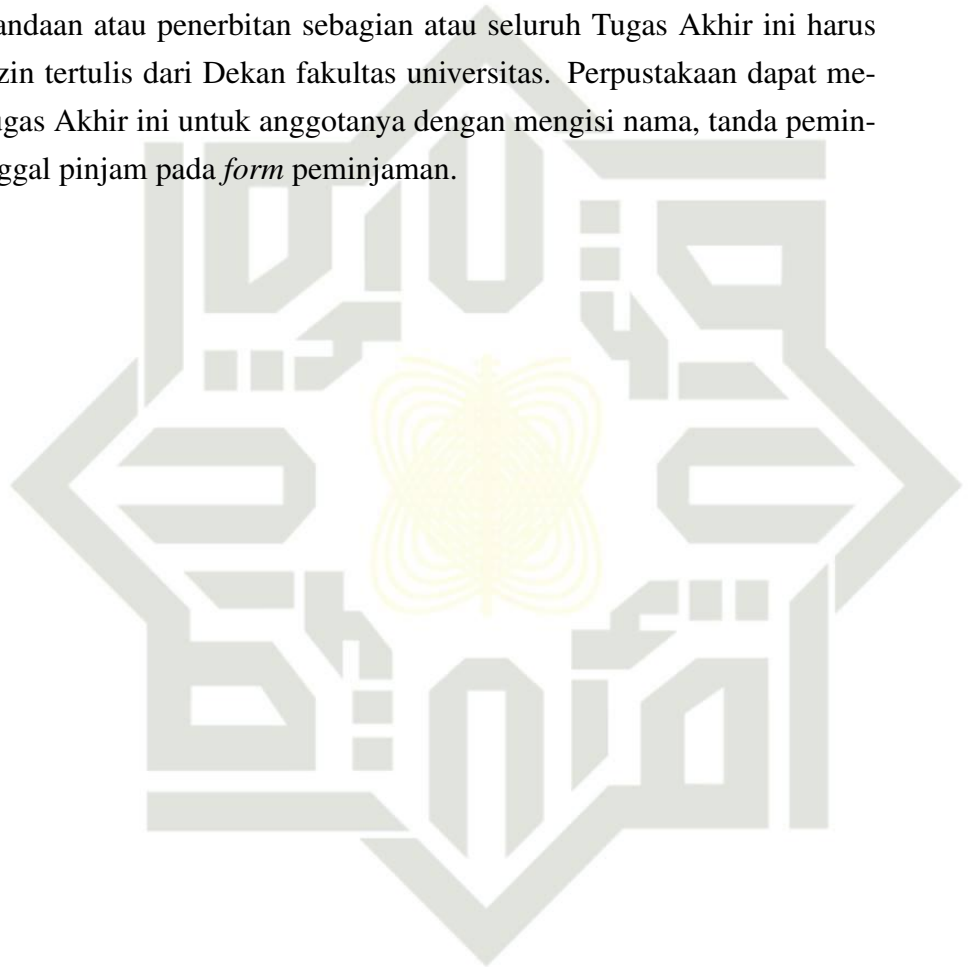 andaan atau penerbitan sebagian atau seluruh Tugas Akhir ini harus
zin tertulis dari Dekan fakultas universitas. Perpustakaan dapat me-
ugas Akhir ini untuk anggotanya dengan mengisi nama, tanda pemin-
ggal pinjam pada form peminjaman.